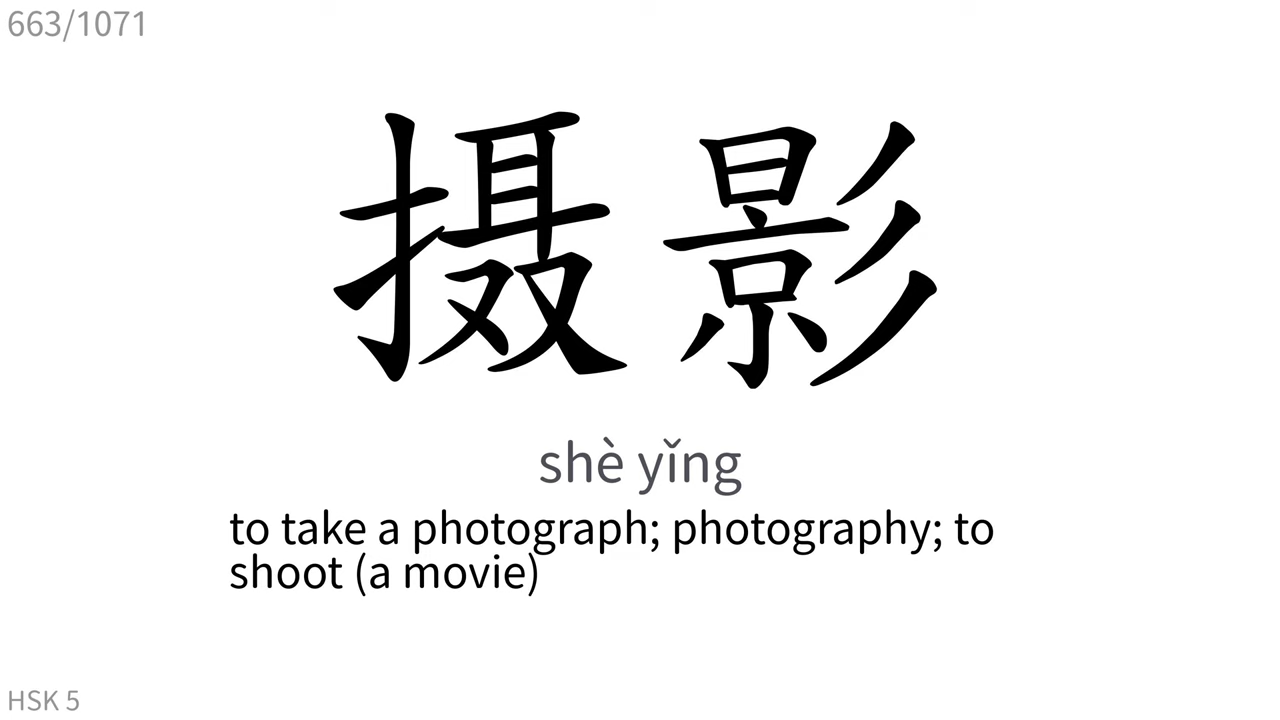 663/1071
摄影
shè yǐng
to take a photograph; photography; to
shoot (a movie)
HSK 5